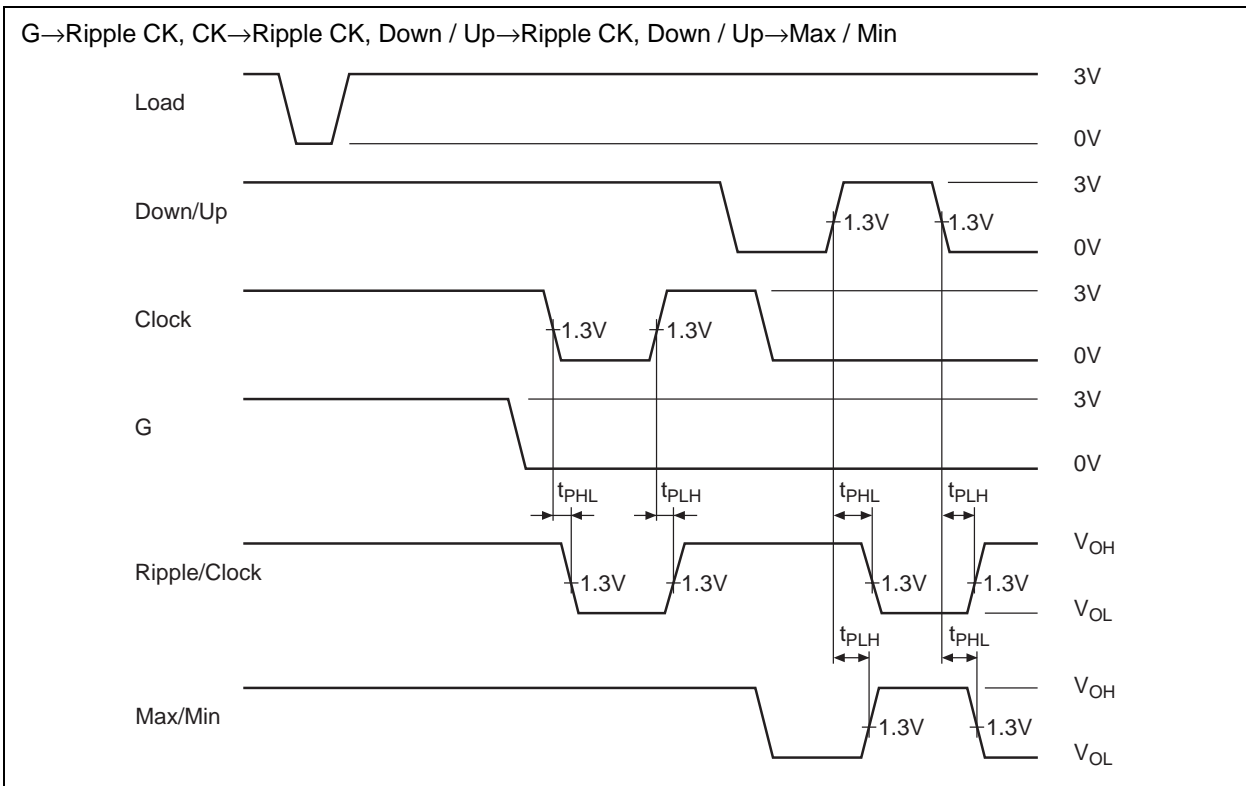 G→Ripple CK, CK→Ripple CK, Down / Up→Ripple CK, Down / Up→Max / Min
Load
3V
0V
Down/Up
1.3V
1.3V
3V
0V
Clock
1.3V
1.3V
3V
0V
G
3V
0V
tPHL
tPLH
tPHL
tPLH
Ripple/Clock
1.3V
1.3V
1.3V
1.3V
VOH
VOL
tPLH
tPHL
Max/Min
1.3V
1.3V
VOH
VOL